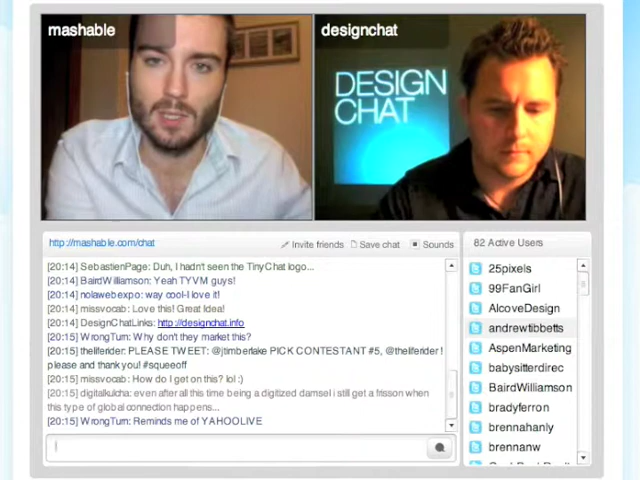 mashable
designchat
DESIGN
CHAT
http://mashable.com/chat
Invite friends
Save chat
Sounds
82 Active Users
[20:14] SebastienPage: Duh, I hadn't seen the TinyChat logo...
[20:14] BairdWilliamson: Yeah TYVM guys!
[20:14] nolawebexpo: way cool-I love it!
[20:14] missvocab: Love this! Great Idea!
[20:14] DesignChatLinks: http://designchat.info
[20:15] WrongTurn: Why don't they market this?
[20:15] theliferider: PLEASE TWEET: @jtimberlake PICK CONTESTANT #5, @theliferider !
please and thank you! #squeeoff
[20:15] missvocab: How do I get on this? lol :)
[20:15] digitalkulcha: even after all this time being a digitized damsel i still get a frisson when
this type of global connection happens...
[20:15] WrongTurn: Reminds me of YAHOOLIVE
25pixels
99FanGirl
AlcoveDesign
andrewtibbetts
AspenMarketing
babysitterdirec
BairdWilliamson
bradyferron
brennahanly
brennanw